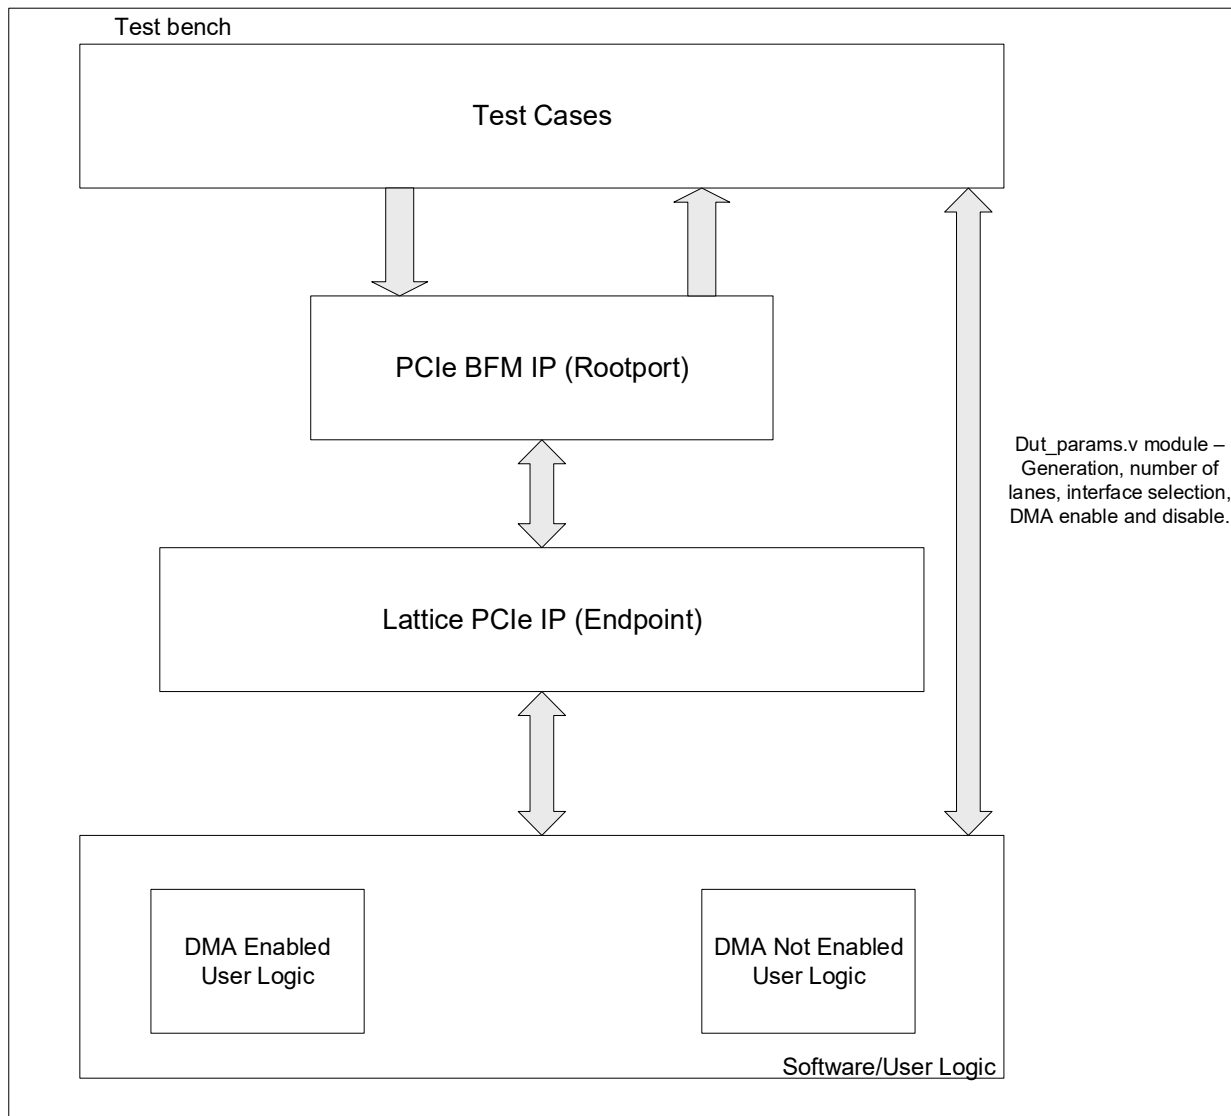 Test bench
Test Cases
PCIe BFM IP (Rootport)
Dut_params.v module –
Generation, number of
lanes, interface selection,
DMA enable and disable.
Lattice PCIe IP (Endpoint)
DMA Enabled
User Logic
DMA Not Enabled
User Logic
Software/User Logic